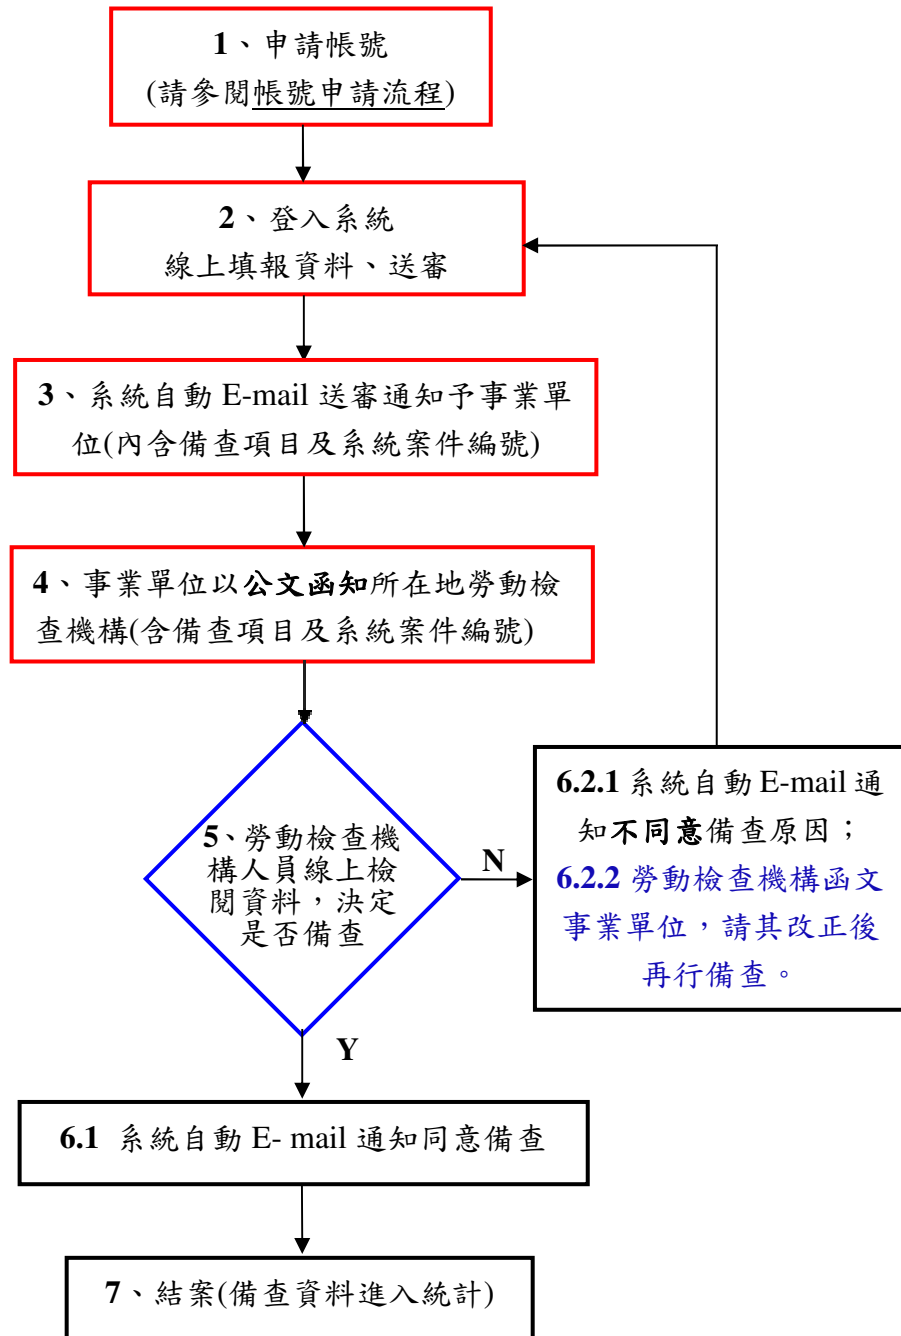 1、申請帳號
(請參閱帳號申請流程)
2、登入系統
線上填報資料、送審
3、系統自動 E-mail 送審通知予事業單
位(內含備查項目及系統案件編號)
4、事業單位以公文函知所在地勞動檢
查機構(含備查項目及系統案件編號)
5、勞動檢查機
構人員線上檢
閱資料，決定
是否備查
N
6.2.1 系統自動 E-mail 通
知不同意備查原因；
6.2.2 勞動檢查機構函文
事業單位，請其改正後
再行備查。
Y
6.1 系統自動 E- mail 通知同意備查
7、結案(備查資料進入統計)